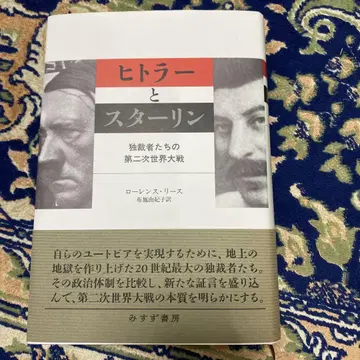 ヒトラー
と
スターリン
独裁者たちの
第二次世界大戦
ローレンス・リース
布施由紀子訳
自らのユートピアを実現するために、地上の
地獄を作り上げた20世紀最大の独裁者たち。
その政治体制を比較し、新たな証言を盛り込
んで、第二次世界大戦の本質を明らかにする。
みすず書房